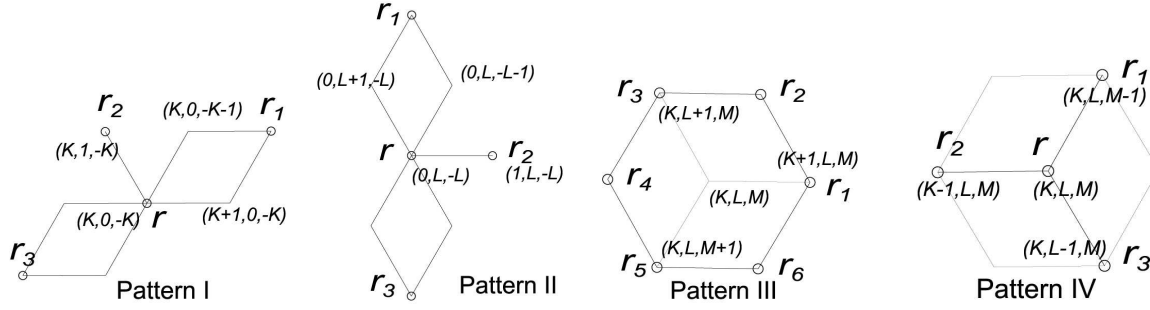 r1
r2
(K,0,-K-1)
r1
(K,1,-K)
(K,0,-K)
r
(K+1,0,-K)
r3
Pattern I
r1
(0,L+1,-L)
(0,L,-L-1)
r
r2
(0,L,-L)
(1,L,-L)
r3
Pattern II
r3
r2
(K,L+1,M)
(K+1,L,M)
r4
r1
(K,L,M)
(K,L,M+1)
r5
r6
Pattern III
r1
(K,L,M-1)
r2
r
(K-1,L,M)
(K,L,M)
(K,L-1,M)
r3
Pattern IV